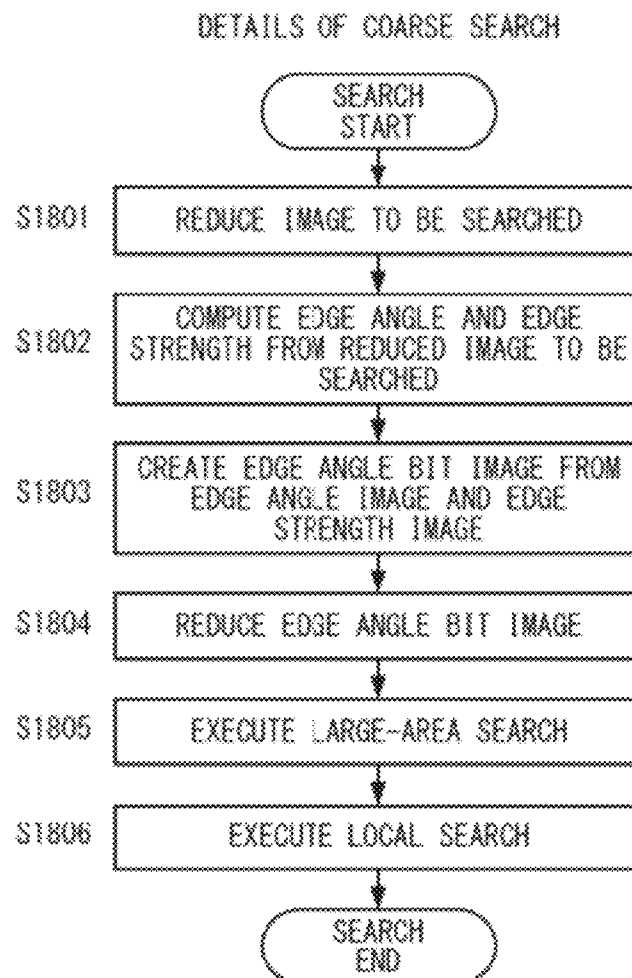 DETAILS OF COARSE SEARCH
SEARCH
START
S1801
REDUCE IMAGE TO BE SEARCHED
S1802
COMPUTE EDGE ANGLE AND EDGE
STRENGTH FROM REDUCED IMAGE TO BE
SEARCHED
S1803
CREATE EDGE ANGLE BIT IMAGE FROM
EDGE ANGLE IMAGE AND EDGE
STRENGTH IMAGE
S1804
REDUCE EDGE ANGLE BIT IMAGE
S1805
EXECUTE LARGE-AREA SEARCH
S1806
EXECUTE LOCAL SEARCH
SEARCH
END